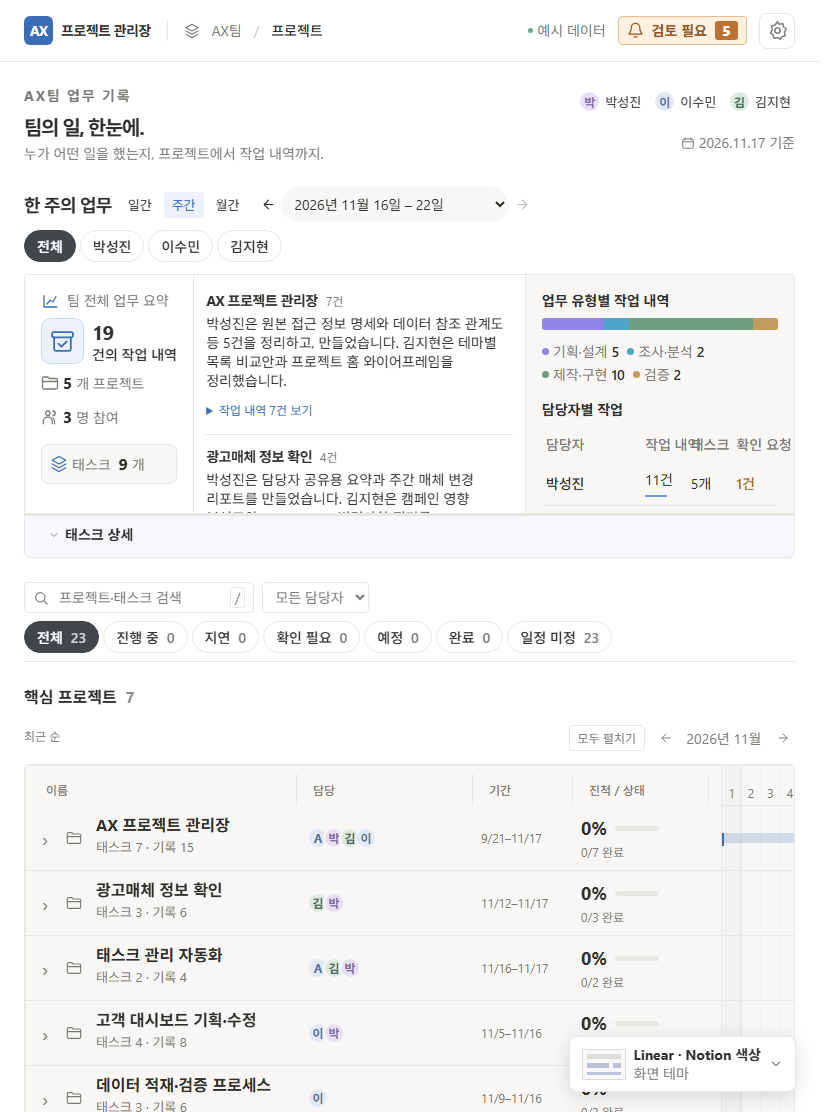 AX 프로젝트 관리장 AX팀 / 프로젝트 예시 데이터 검토 필요 5
AX팀 업무 기록
박 박성진 이 이수민 김 김지현
팀의 일, 한눈에.
2026.11.17 기준
누가 어떤 일을 했는지, 프로젝트에서 작업 내역까지.
한 주의 업무 일간 주간 월간 ← 2026년 11월 16일 – 22일 →
전체 박성진 이수민 김지현
팀 전체 업무 요약
19
건의 작업 내역
5 개 프로젝트
3 명 참여
태스크 9 개
AX 프로젝트 관리장 7건
박성진은 원본 접근 정보 명세와 데이터 참조 관계도
등 5건을 정리하고, 만들었습니다. 김지현은 테마별
목록 비교안과 프로젝트 홈 와이어프레임을
정리했습니다.
▶ 작업 내역 7건 보기
광고매체 정보 확인 4건
박성진은 담당자 공유용 요약과 주간 매체 변경
리포트를 만들었습니다. 김지현은 캠페인 영향
업무 유형별 작업 내역
기획·설계 5 조사·분석 2
제작·구현 10 검증 2
담당자별 작업
담당자 작업 내역 태스크 확인 요청
박성진 11건 5개 1건
태스크 상세
프로젝트·태스크 검색 / 모든 담당자
전체 23 진행 중 0 지연 0 확인 필요 0 예정 0 완료 0 일정 미정 23
핵심 프로젝트 7
최근 순 모두 펼치기 ← 2026년 11월 →
이름 담당 기간 진척 / 상태 1 2 3 4
AX 프로젝트 관리장 A 박 김 이 9/21–11/17 0%
태스크 7 · 기록 15 0/7 완료
광고매체 정보 확인 김 박 11/12–11/17 0%
태스크 3 · 기록 6 0/3 완료
태스크 관리 자동화 A 김 박 11/16–11/17 0%
태스크 2 · 기록 4 0/2 완료
고객 대시보드 기획·수정 이 박 11/5–11/16 0%
태스크 4 · 기록 8
데이터 적재·검증 프로세스 이 11/9–11/16
태스크 3 · 기록 6
Linear · Notion 색상
화면 테마